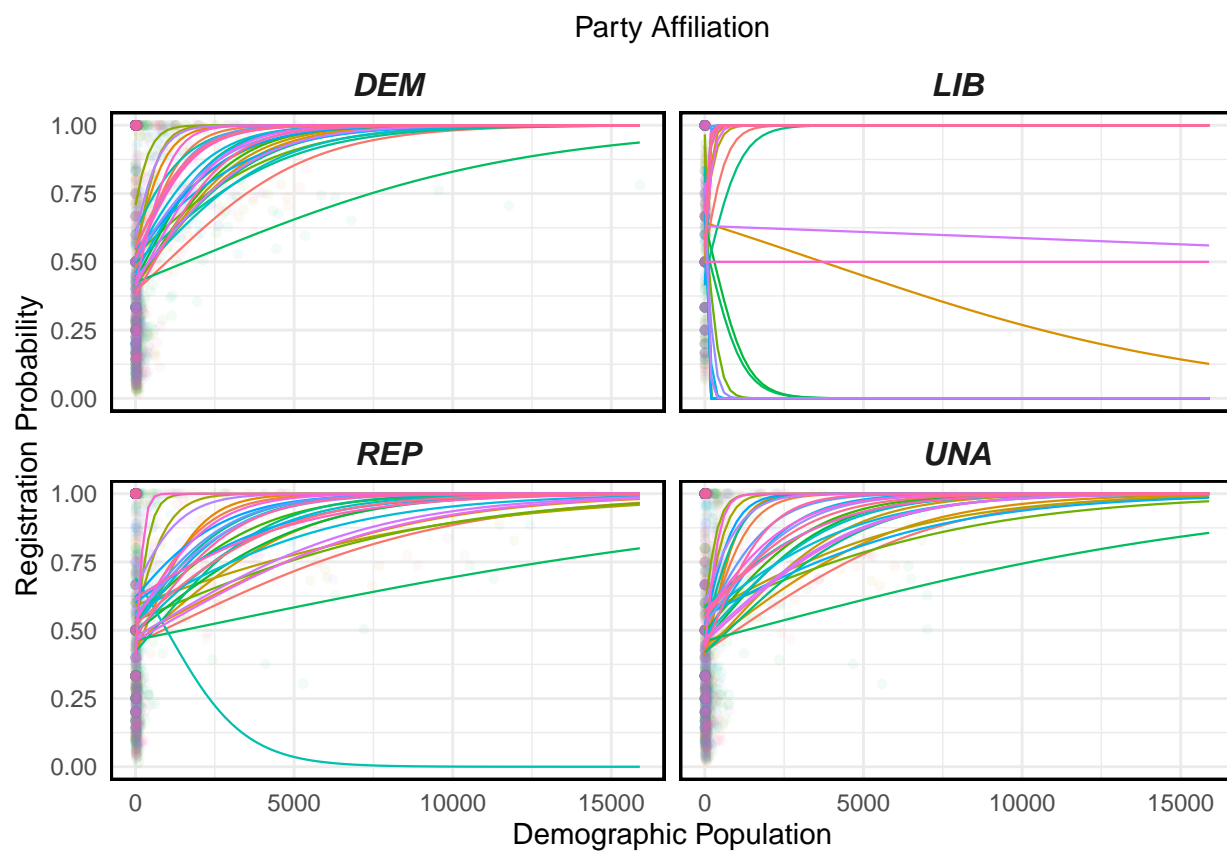 Party Affiliation
DEM
LIB
1.00
0.75
0.50
0.25
0.00
REP
UNA
1.00
0.75
0.50
0.25
0.00
Registration Probability
0 5000 10000 15000 0 5000 10000 15000
Demographic Population